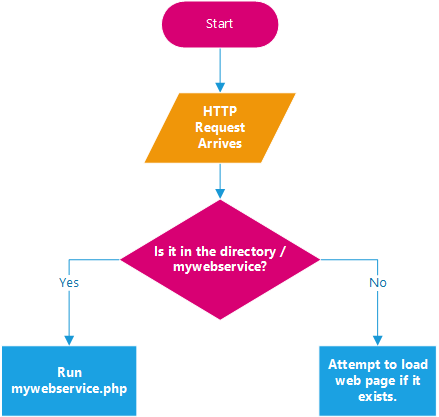 Start
HTTP
Request
Arrives
Is it in the directory /
mywebservice?
Yes
No
Run
mywebservice.php
Attempt to load
web page if it
exists.